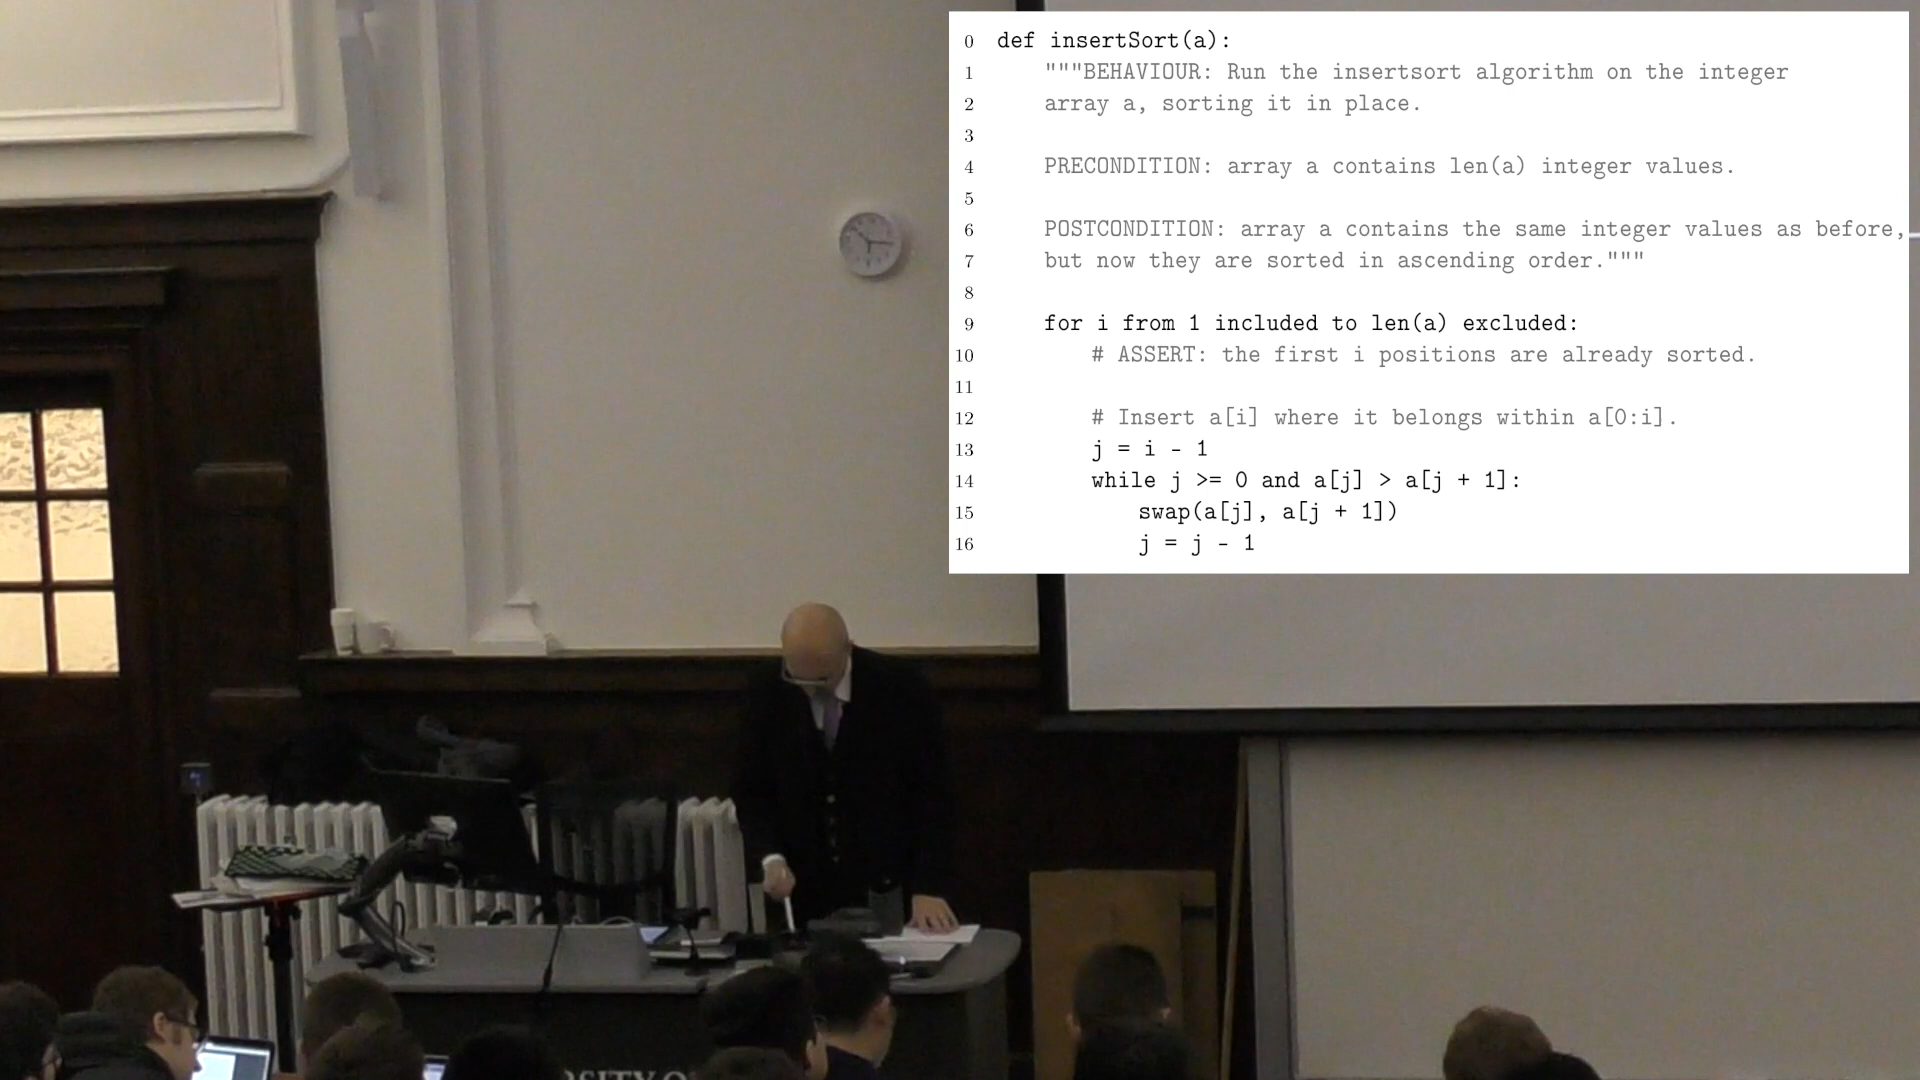 0 def insertSort(a):
1 """BEHAVIOUR: Run the insertsort algorithm on the integer
2 array a, sorting it in place.
3
4 PRECONDITION: array a contains len(a) integer values.
5
6 POSTCONDITION: array a contains the same integer values as before,
7 but now they are sorted in ascending order."""
8
9 for i from 1 included to len(a) excluded:
10 # ASSERT: the first i positions are already sorted.
11
12 # Insert a[i] where it belongs within a[0:i].
13 j = i - 1
14 while j >= 0 and a[j] > a[j + 1]:
15 swap(a[j], a[j + 1])
16 j = j - 1